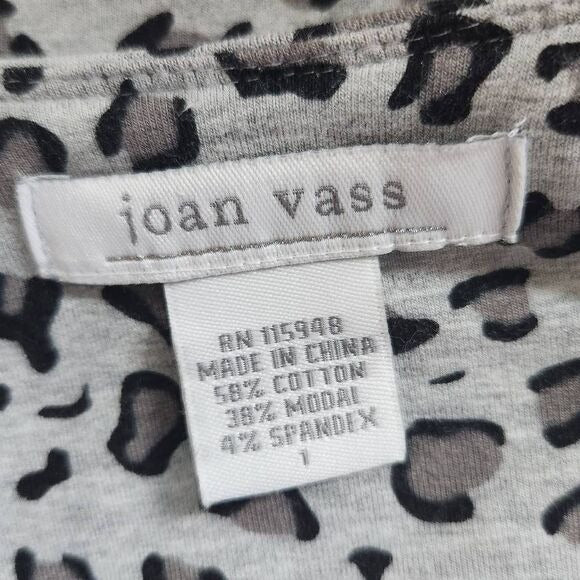 joan vass
RN 115948
MADE IN CHINA
58% COTTON
38% MODAL
4% SPANDEX
1